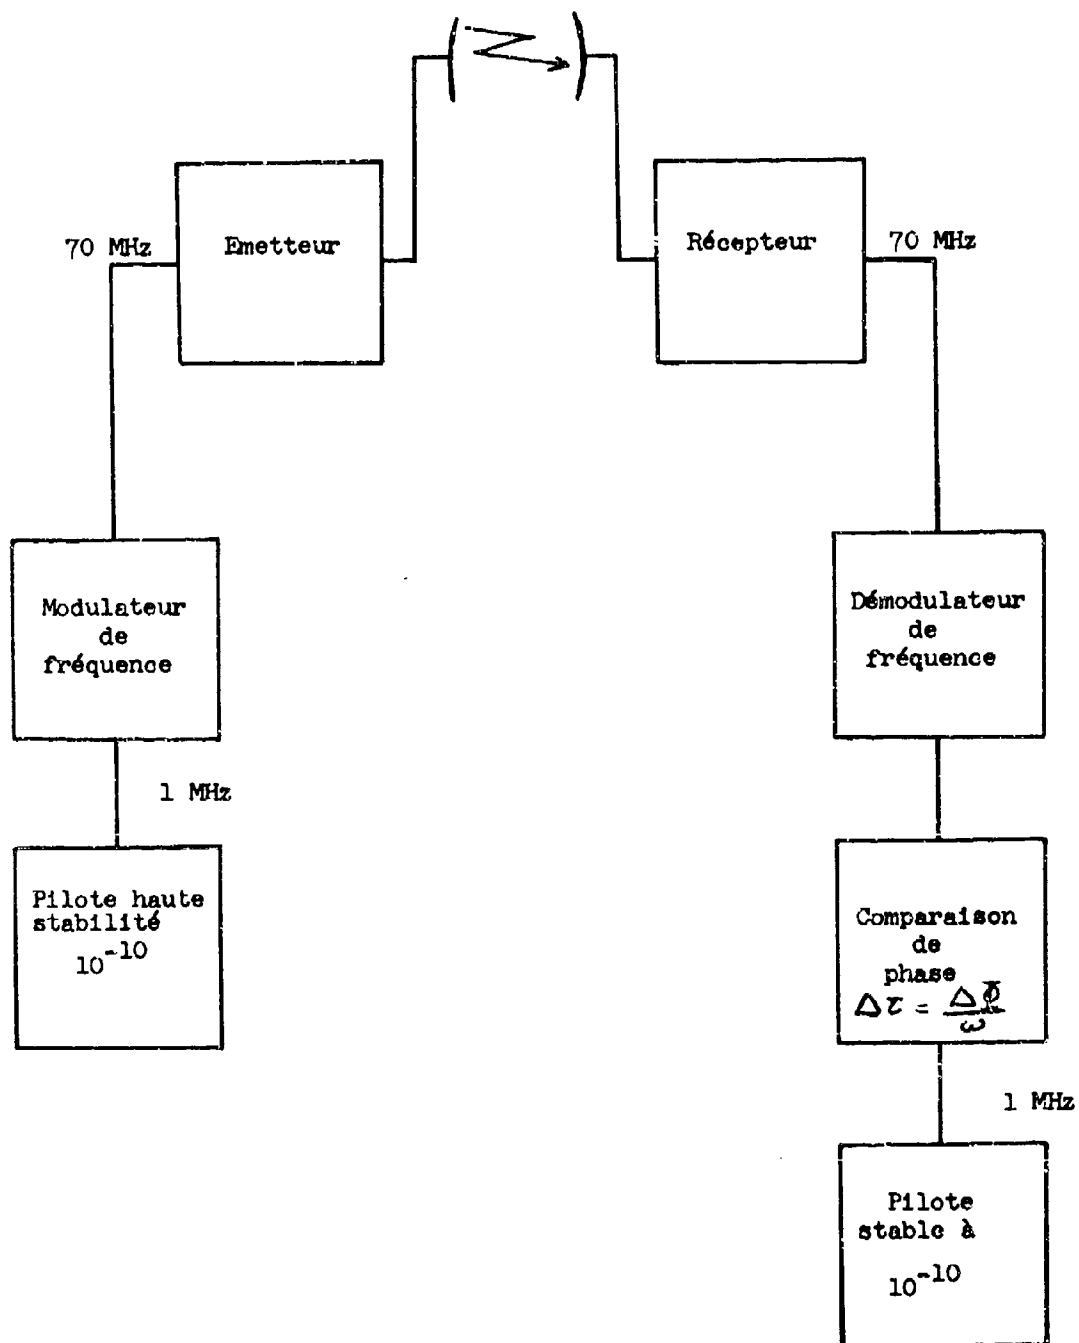 70 MHz
Emetteur
Récepteur
70 MHz
Modulateur
de
fréquence
1 MHz
Pilote haute
stabilité
10⁻¹⁰
Démodulateur
de
fréquence
Comparaison
de
phase
Δτ = ΔΦ/ω
1 MHz
Pilote
stable à
10⁻¹⁰